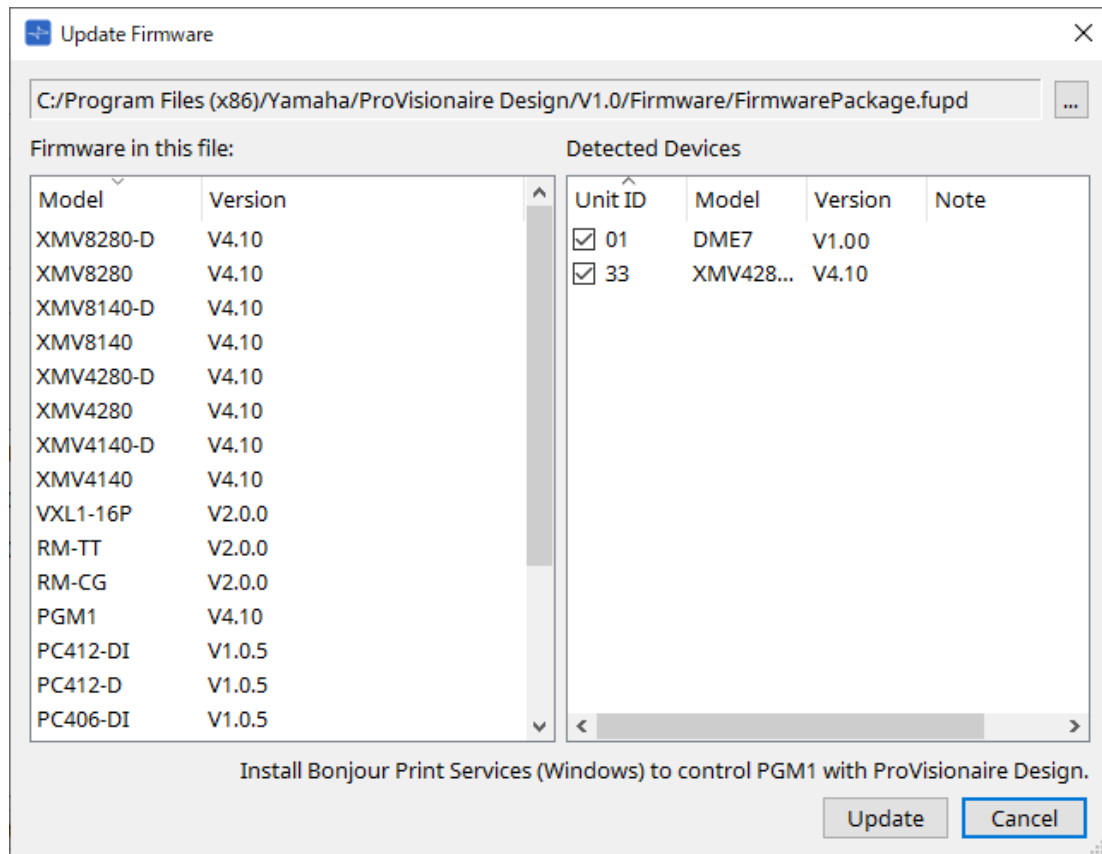 Update Firmware
C:/Program Files (x86)/Yamaha/ProVisionaire Design/V1.0/Firmware/FirmwarePackage.fupd ...
Firmware in this file:
Model Version
XMV8280-D V4.10
XMV8280 V4.10
XMV8140-D V4.10
XMV8140 V4.10
XMV4280-D V4.10
XMV4280 V4.10
XMV4140-D V4.10
XMV4140 V4.10
VXL1-16P V2.0.0
RM-TT V2.0.0
RM-CG V2.0.0
PGM1 V4.10
PC412-DI V1.0.5
PC412-D V1.0.5
PC406-DI V1.0.5
Detected Devices
Unit ID Model Version Note
01 DME7 V1.00
33 XMV428... V4.10
Install Bonjour Print Services (Windows) to control PGM1 with ProVisionaire Design.
Update Cancel